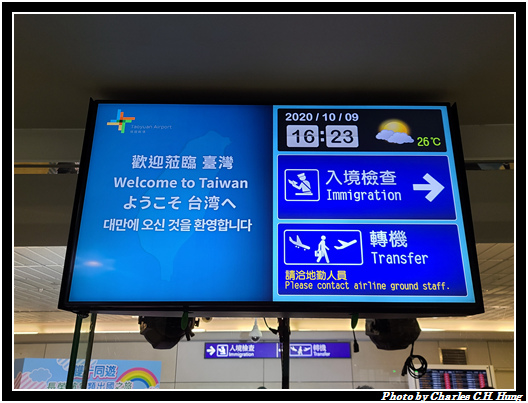 Taoyuan Airport
歡迎蒞臨 臺灣
Welcome to Taiwan
ようこそ 台湾へ
대만에 오신 것을 환영합니다
2020 / 10 / 09
16:23
26℃
入境檢查
Immigration
轉機
Transfer
請洽地勤人員
Please contact airline ground staff.
入境檢查
Immigration
轉機
Transfer
Photo by Charles C.H. Hung